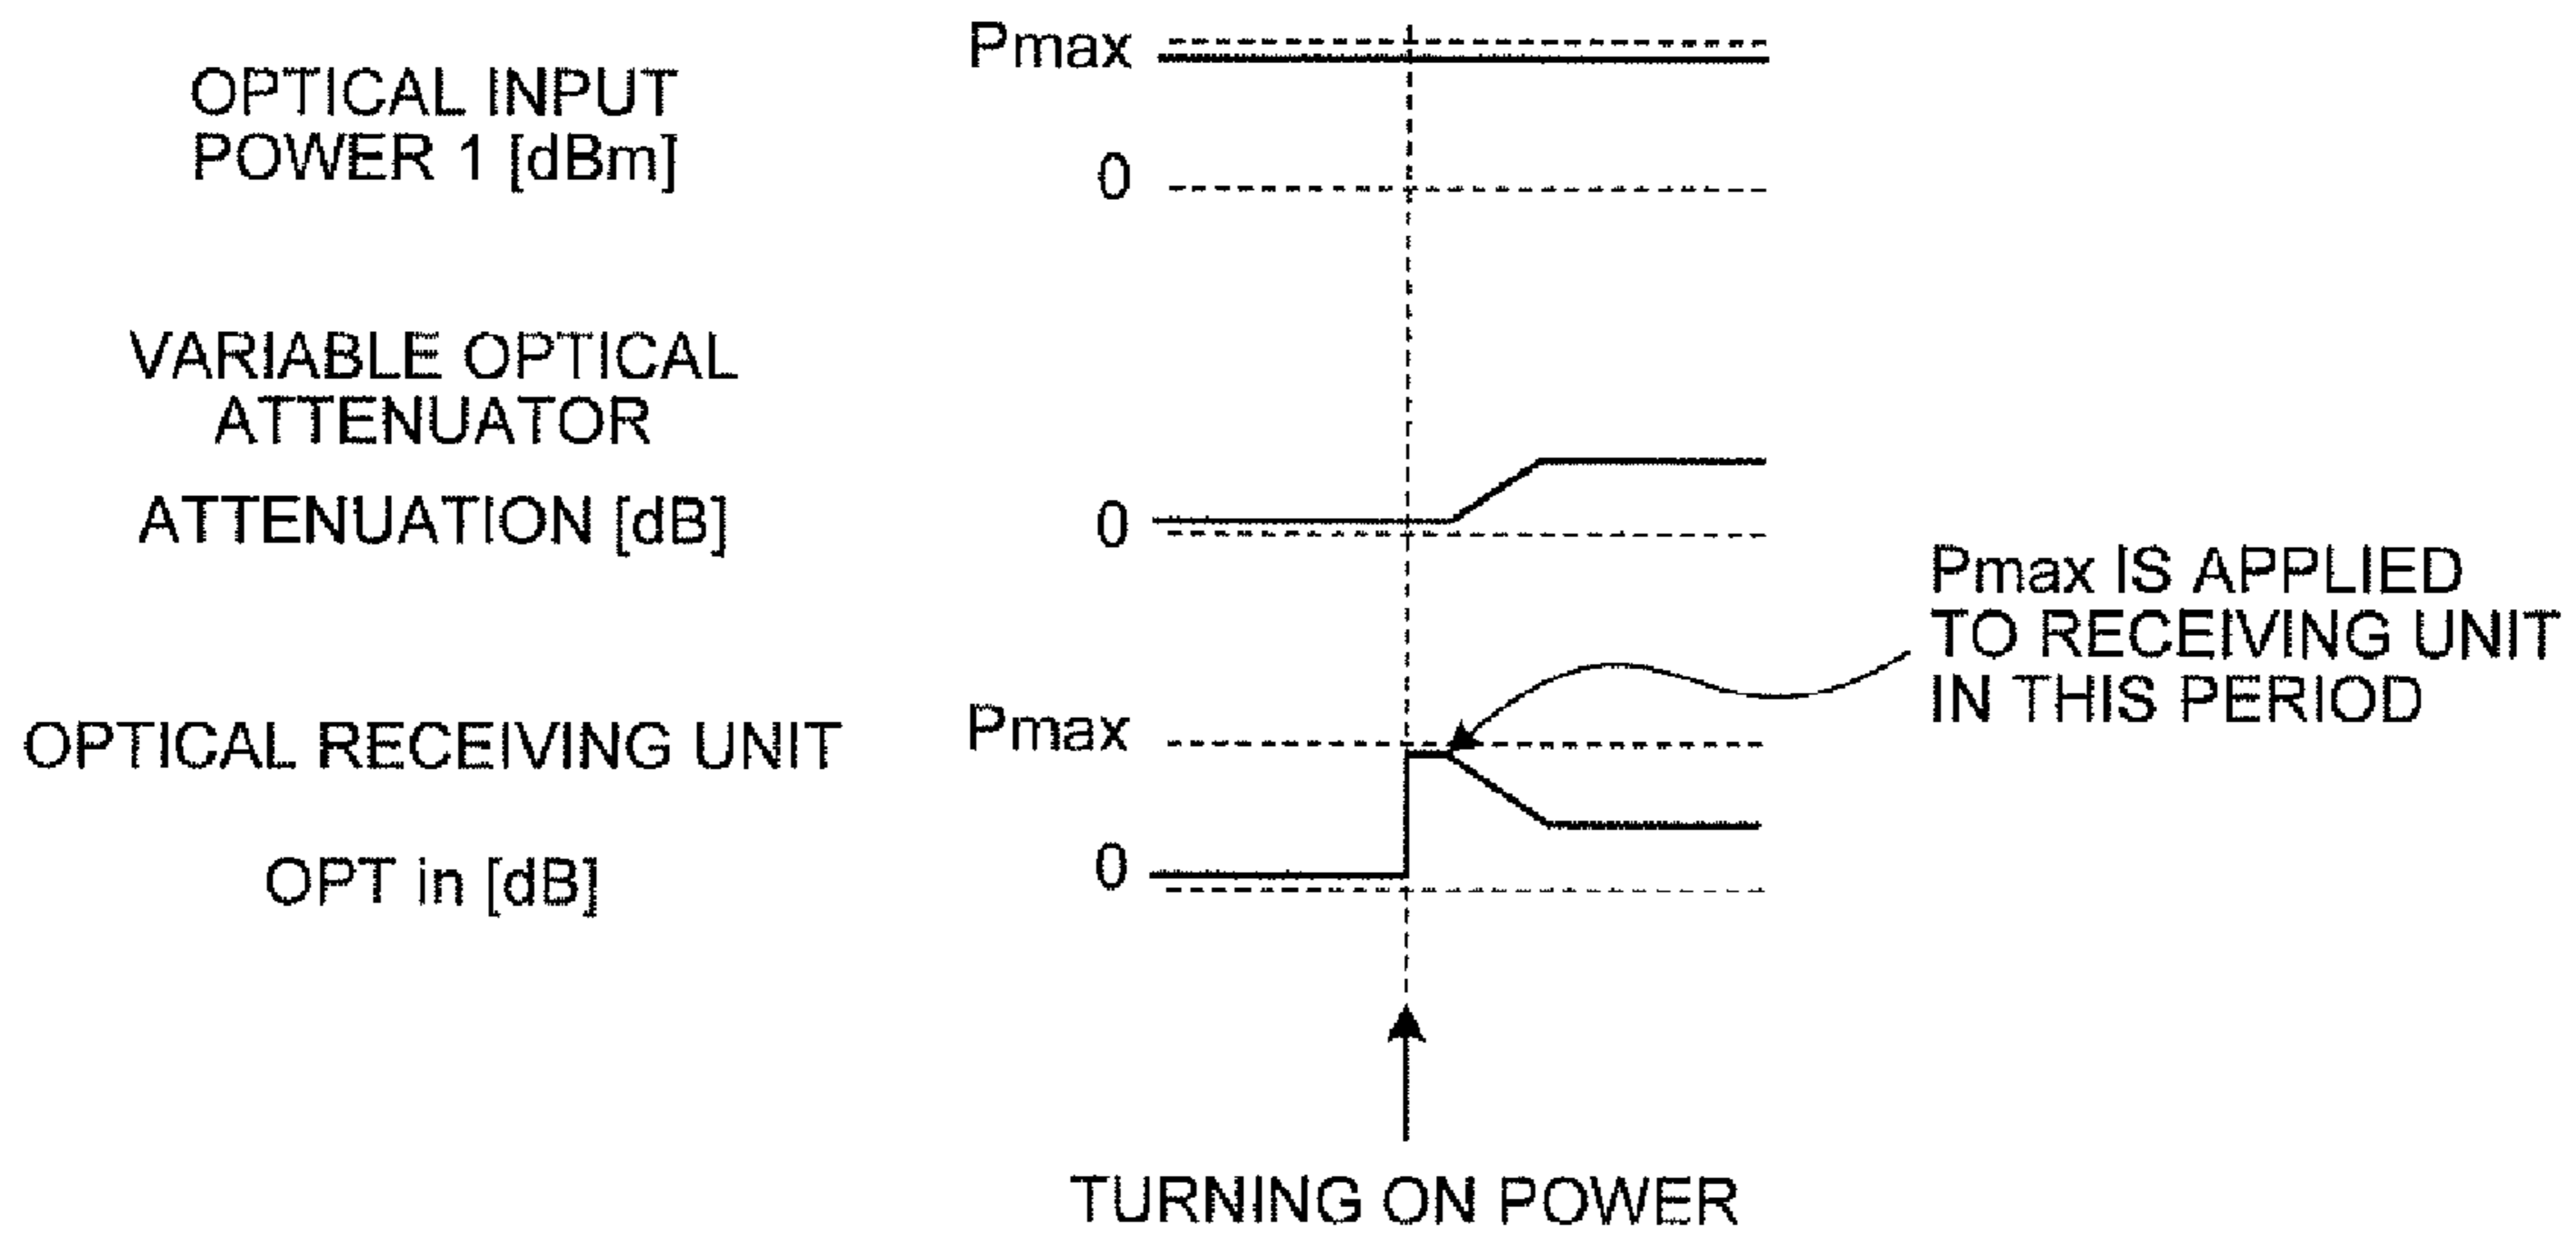 OPTICAL INPUT
POWER 1 [dBm]
Pmax
0
VARIABLE OPTICAL
ATTENUATOR
ATTENUATION [dB]
0
Pmax IS APPLIED
TO RECEIVING UNIT
IN THIS PERIOD
OPTICAL RECEIVING UNIT
OPT in [dB]
Pmax
0
TURNING ON POWER